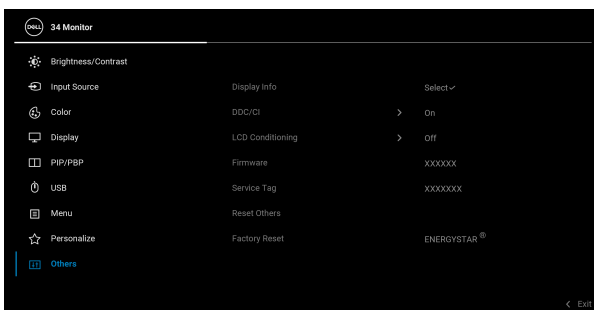 DELL 34 Monitor
Brightness/Contrast
Input Source Display Info Select✓
Color DDC/CI > On
Display LCD Conditioning > Off
PIP/PBP Firmware XXXXXX
USB Service Tag XXXXXXX
Menu Reset Others
Personalize Factory Reset ENERGYSTAR®
Others
< Exit